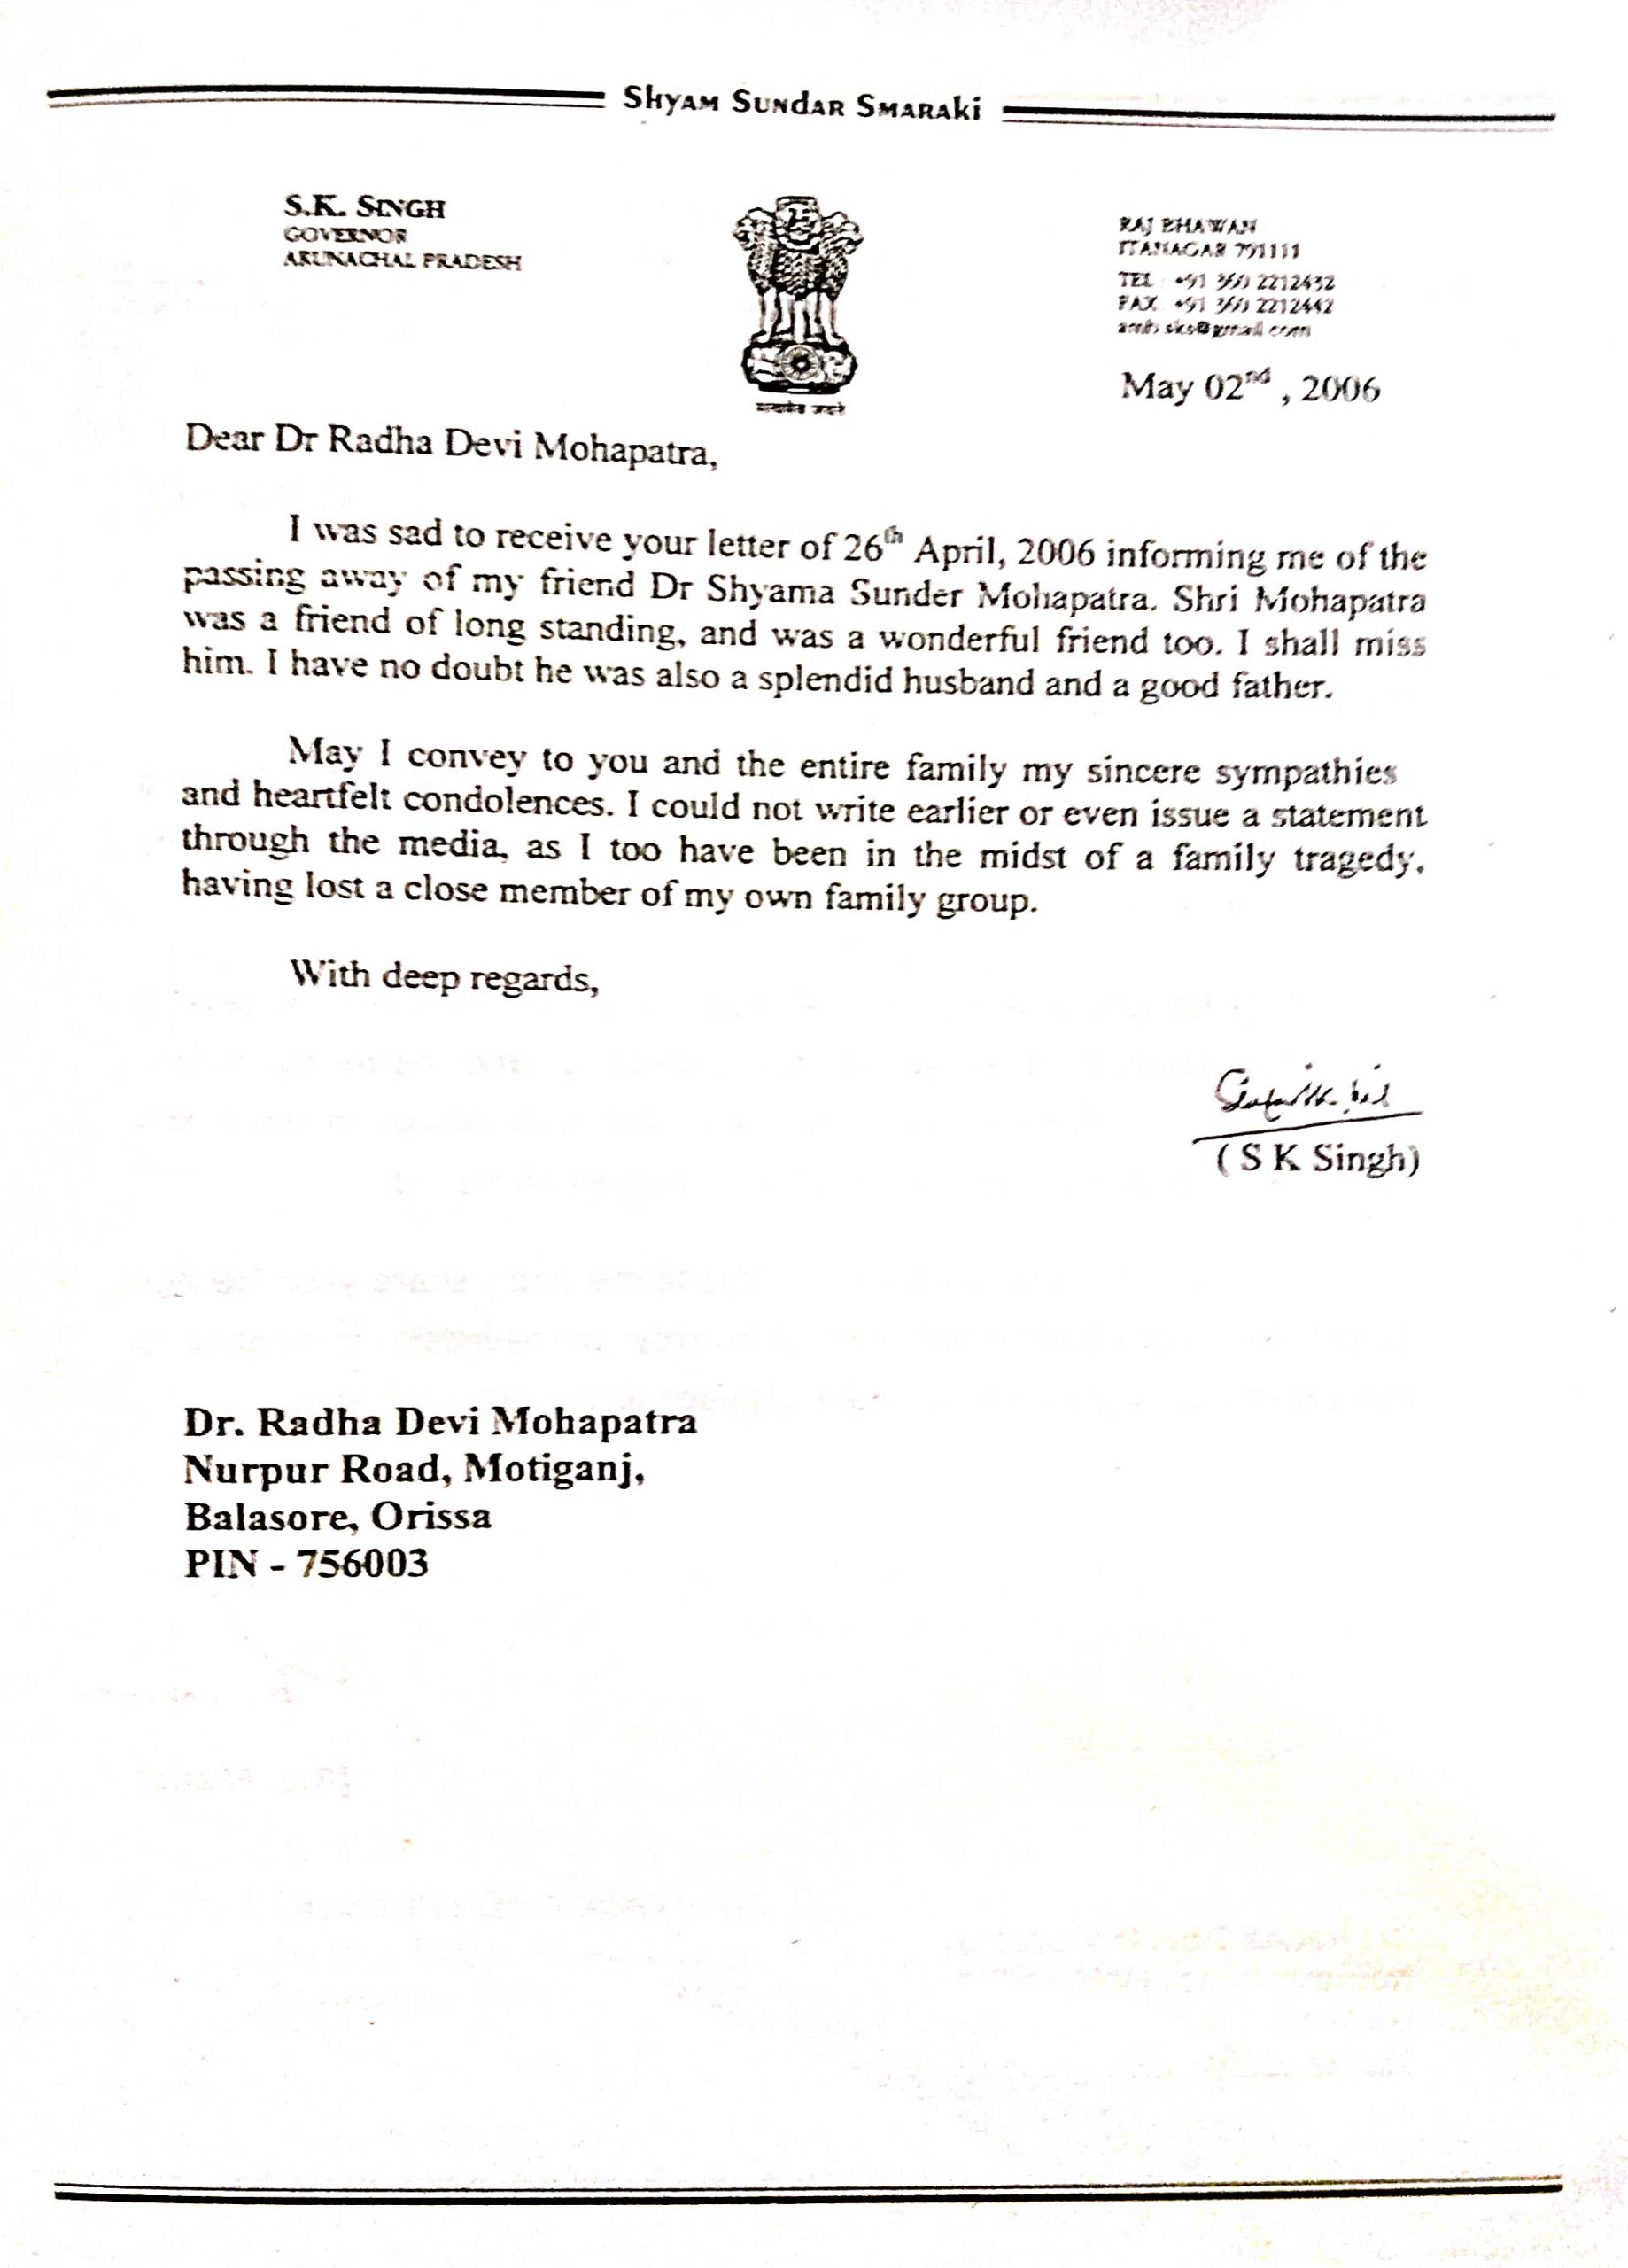 Shyam Sundar Smaraki
S.K. SINGH
GOVERNOR
ARUNACHAL PRADESH
RAJ BHAWAN
ITANAGAR 791111
TEL +91 360 2212432
FAX +91 360 2212442
सत्यमेव जयते
May 02nd , 2006
Dear Dr Radha Devi Mohapatra,
I was sad to receive your letter of 26th April, 2006 informing me of the
passing away of my friend Dr Shyama Sunder Mohapatra. Shri Mohapatra
was a friend of long standing, and was a wonderful friend too. I shall miss
him. I have no doubt he was also a splendid husband and a good father.
May I convey to you and the entire family my sincere sympathies
and heartfelt condolences. I could not write earlier or even issue a statement
through the media, as I too have been in the midst of a family tragedy,
having lost a close member of my own family group.
With deep regards,
( S K Singh)
Dr. Radha Devi Mohapatra
Nurpur Road, Motiganj,
Balasore, Orissa
PIN - 756003